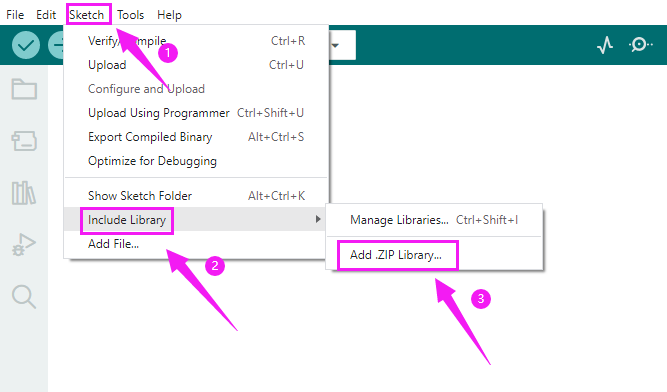 File Edit Sketch Tools Help
1
Verify/Compile Ctrl+R
Upload Ctrl+U
Configure and Upload
Upload Using Programmer Ctrl+Shift+U
Export Compiled Binary Alt+Ctrl+S
Optimize for Debugging
Show Sketch Folder Alt+Ctrl+K
Include Library
Manage Libraries... Ctrl+Shift+I
Add File...
Add .ZIP Library...
2
3